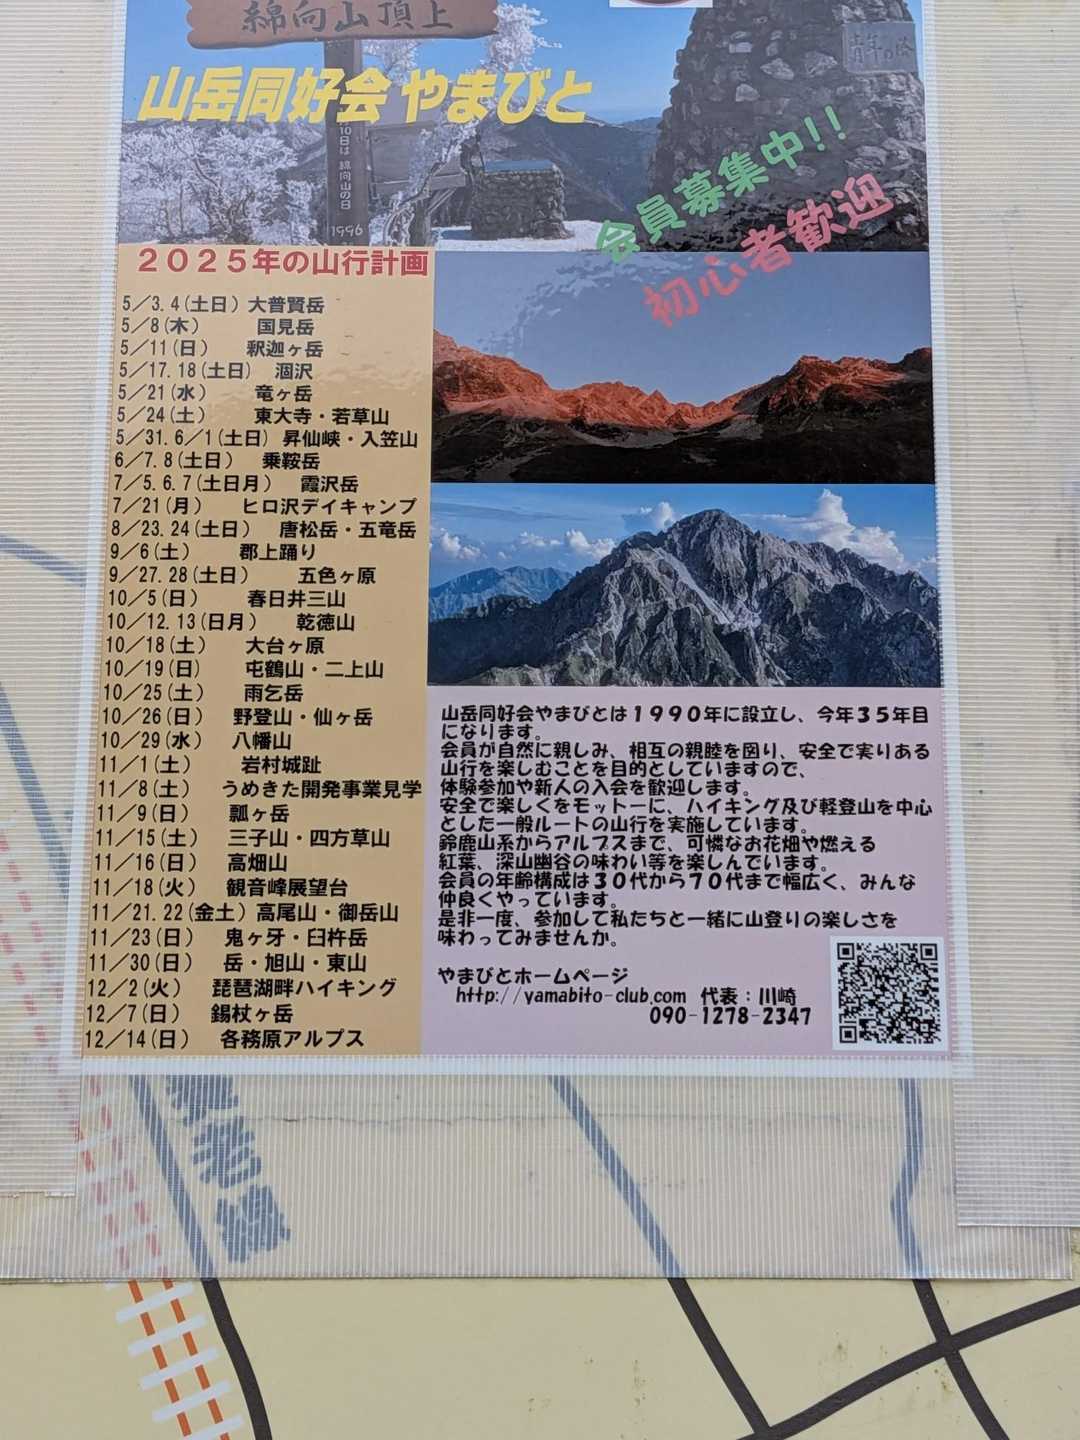 綿向山頂上
青年の塔
山岳同好会 やまびと
10日は 綿向山の日
1996
会員募集中!!
初心者歓迎
2025年の山行計画
5/3.4(土日) 大普賢岳
5/8(木) 国見岳
5/11(日) 釈迦ヶ岳
5/17.18(土日) 涸沢
5/21(水) 竜ヶ岳
5/24(土) 東大寺・若草山
5/31.6/1(土日) 昇仙峡・入笠山
6/7.8(土日) 乗鞍岳
7/5.6.7(土日月) 霞沢岳
7/21(月) ヒロ沢デイキャンプ
8/23.24(土日) 唐松岳・五竜岳
9/6(土) 郡上踊り
9/27.28(土日) 五色ヶ原
10/5(日) 春日井三山
10/12.13(日月) 乾徳山
10/18(土) 大台ヶ原
10/19(日) 屯鶴山・二上山
10/25(土) 雨乞岳
10/26(日) 野登山・仙ヶ岳
10/29(水) 八幡山
11/1(土) 岩村城趾
11/8(土) うめきた開発事業見学
11/9(日) 瓢ヶ岳
11/15(土) 三子山・四方草山
11/16(日) 高畑山
11/18(火) 観音峰展望台
11/21.22(金土) 高尾山・御岳山
11/23(日) 鬼ヶ牙・臼杵岳
11/30(日) 岳・旭山・東山
12/2(火) 琵琶湖畔ハイキング
12/7(日) 錫杖ヶ岳
12/14(日) 各務原アルプス
山岳同好会やまびとは1990年に設立し、今年35年目
になります。
会員が自然に親しみ、相互の親睦を図り、安全で実りある
山行を楽しむことを目的としていますので、
体験参加や新人の入会を歓迎します。
安全で楽しくをモットーに、ハイキング及び軽登山を中心
とした一般ルートの山行を実施しています。
鈴鹿山系からアルプスまで、可憐なお花畑や燃える
紅葉、深山幽谷の味わい等を楽しんでいます。
会員の年齢構成は30代から70代まで幅広く、みんな
仲良くやっています。
是非一度、参加して私たちと一緒に山登りの楽しさを
味わってみませんか。
やまびとホームページ
http://yamabito-club.com 代表:川崎
090-1278-2347
養老線